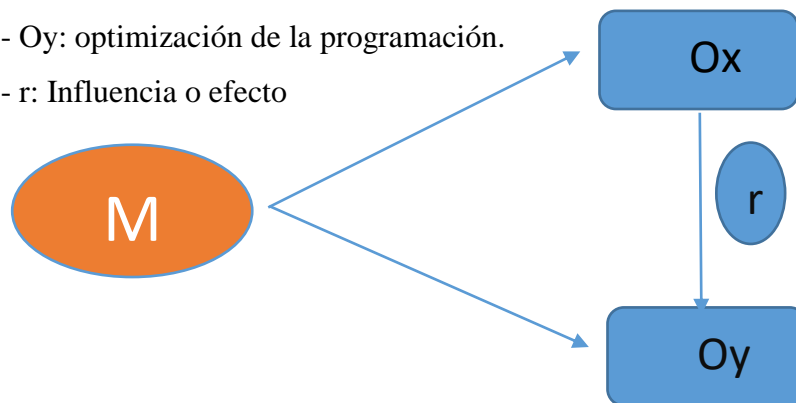 - Oy: optimización de la programación.
- r: Influencia o efecto
Ox
M
r
Oy